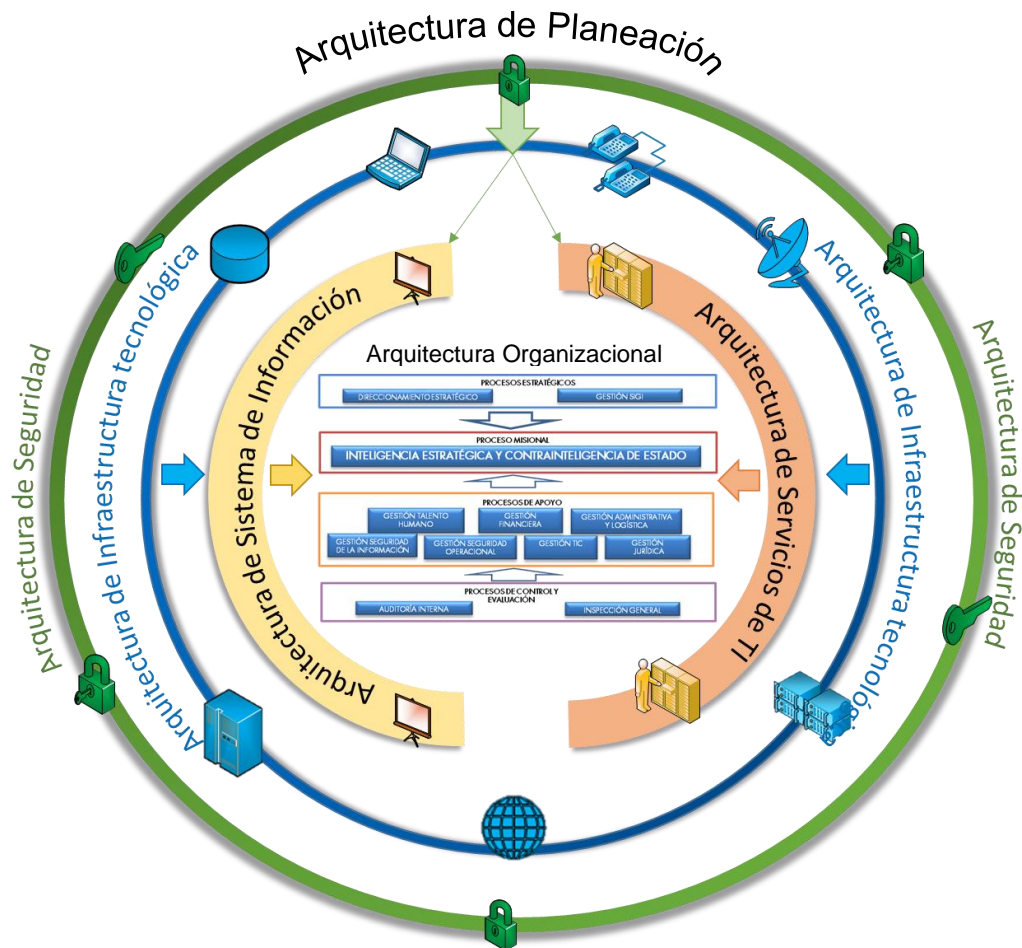 Arquitectura de Planeación
Arquitectura de Seguridad
Arquitectura de Infraestructura tecnológica
Arquitectura de Sistema de Información
Arquitectura Organizacional
PROCESOS ESTRATÉGICOS
DIRECCIONAMIENTO ESTRATÉGICO
GESTIÓN SIGI
PROCESO MISIONAL
INTELIGENCIA ESTRATÉGICA Y CONTRAINTELIGENCIA DE ESTADO
PROCESOS DE APOYO
GESTIÓN TALENTO
HUMANO
GESTIÓN
FINANCIERA
GESTIÓN ADMINISTRATIVA
Y LOGÍSTICA
GESTIÓN SEGURIDAD
DE LA INFORMACIÓN
GESTIÓN SEGURIDAD
OPERACIONAL
GESTIÓN TIC
GESTIÓN
JURÍDICA
PROCESOS DE CONTROL Y
EVALUACIÓN
AUDITORÍA INTERNA
INSPECCIÓN GENERAL
Arquitectura de Servicios de TI
Arquitectura de Infraestructura
Arquitectura de Seguridad